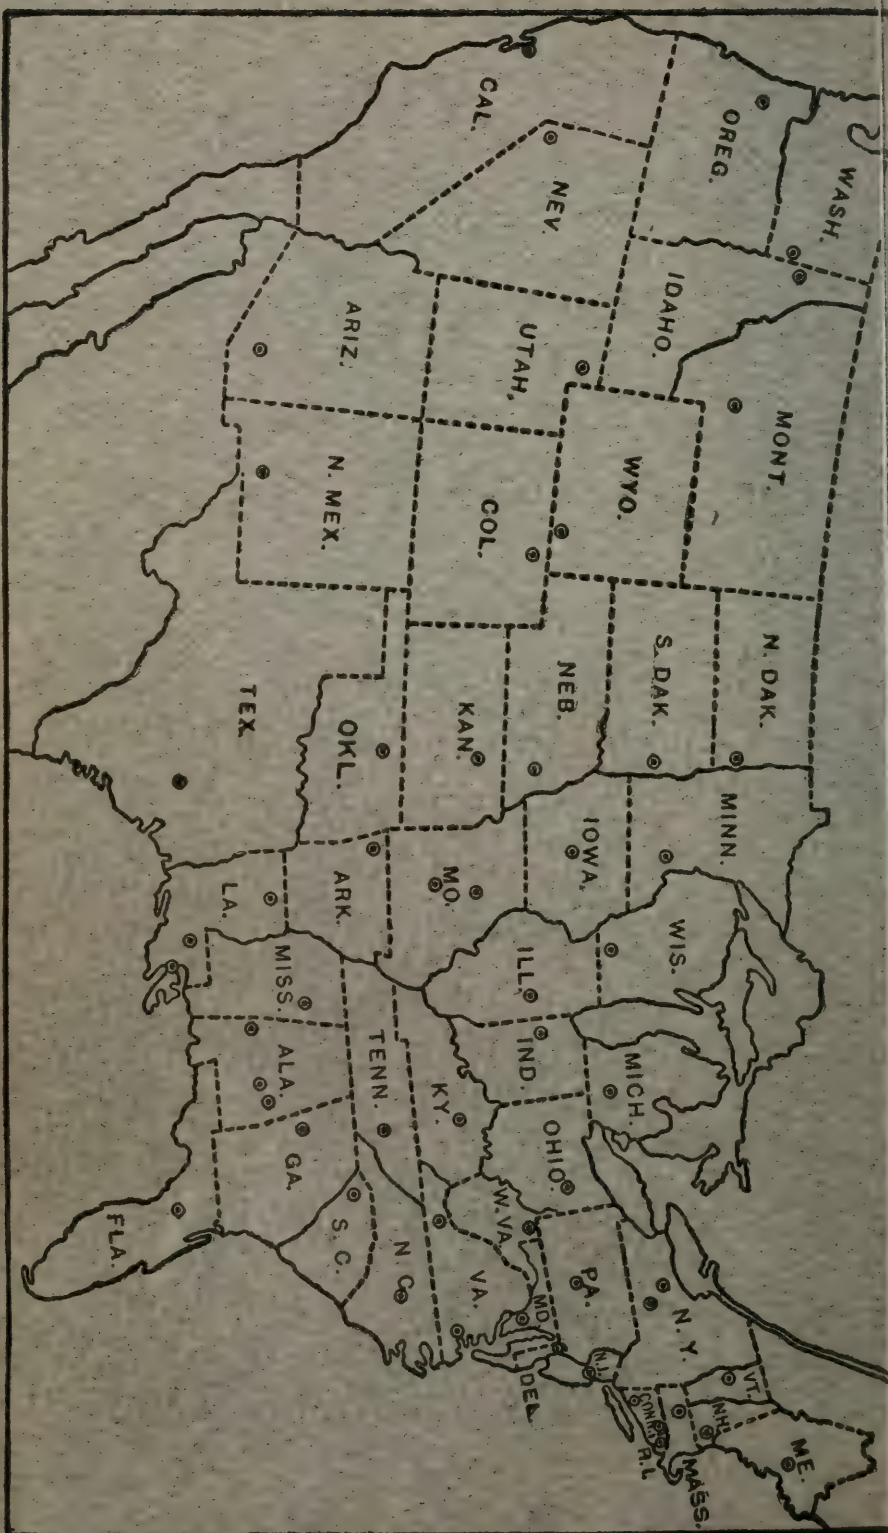 WASH.
OREG.
CAL.
NEV.
IDAHO.
MONT.
WYO.
UTAH.
COL.
ARIZ.
N. MEX.
N. DAK.
S. DAK.
NEB.
KAN.
OKL.
TEX.
MINN.
IOWA.
MO.
ARK.
LA.
WIS.
ILL.
MICH.
IND.
OHIO.
KY.
TENN.
MISS.
ALA.
GA.
FLA.
S. C.
N. C.
VA.
W. VA.
MD.
DEL.
PA.
N. J.
N. Y.
CONN.
R. I.
MASS.
VT.
N.H.
ME.